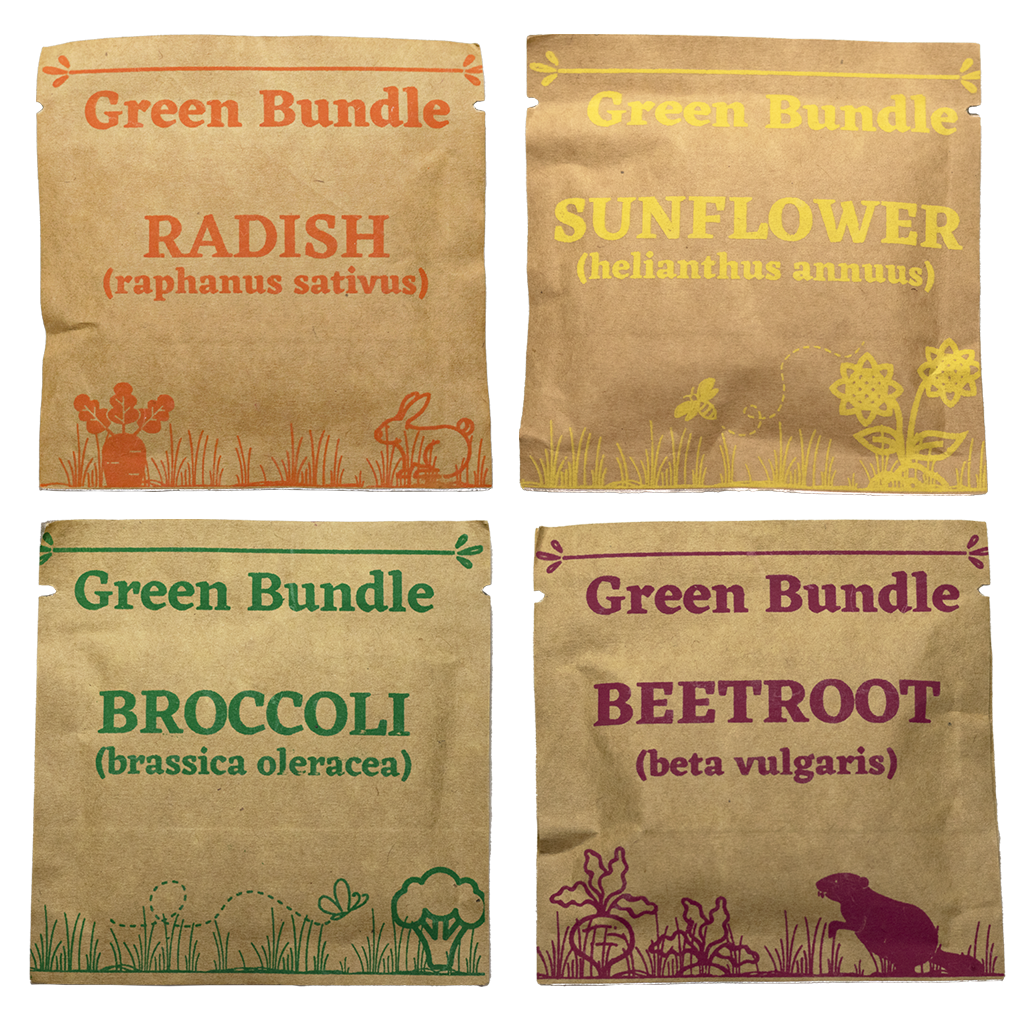 Green Bundle
RADISH
(raphanus sativus)
Green Bundle
SUNFLOWER
(helianthus annuus)
Green Bundle
BROCCOLI
(brassica oleracea)
Green Bundle
BEETROOT
(beta vulgaris)